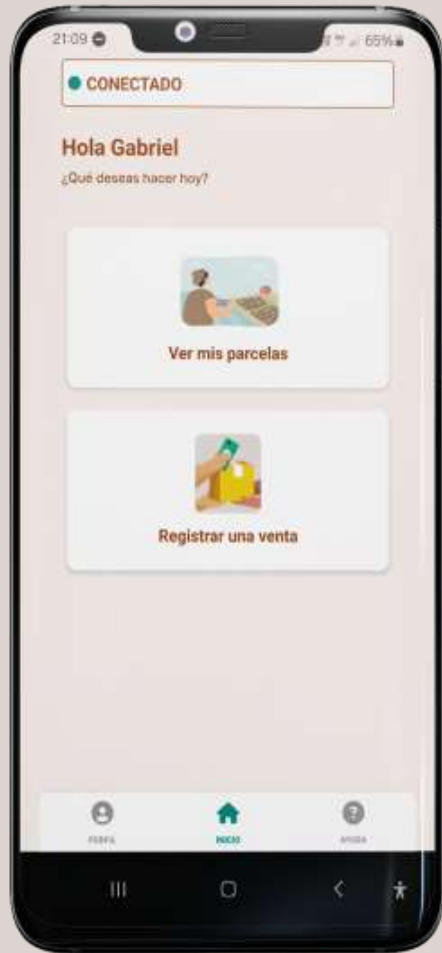 21:09
65%
CONECTADO
Hola Gabriel
¿Qué deseas hacer hoy?
Ver mis parcelas
Registrar una venta
PERFIL
INICIO
AYUDA